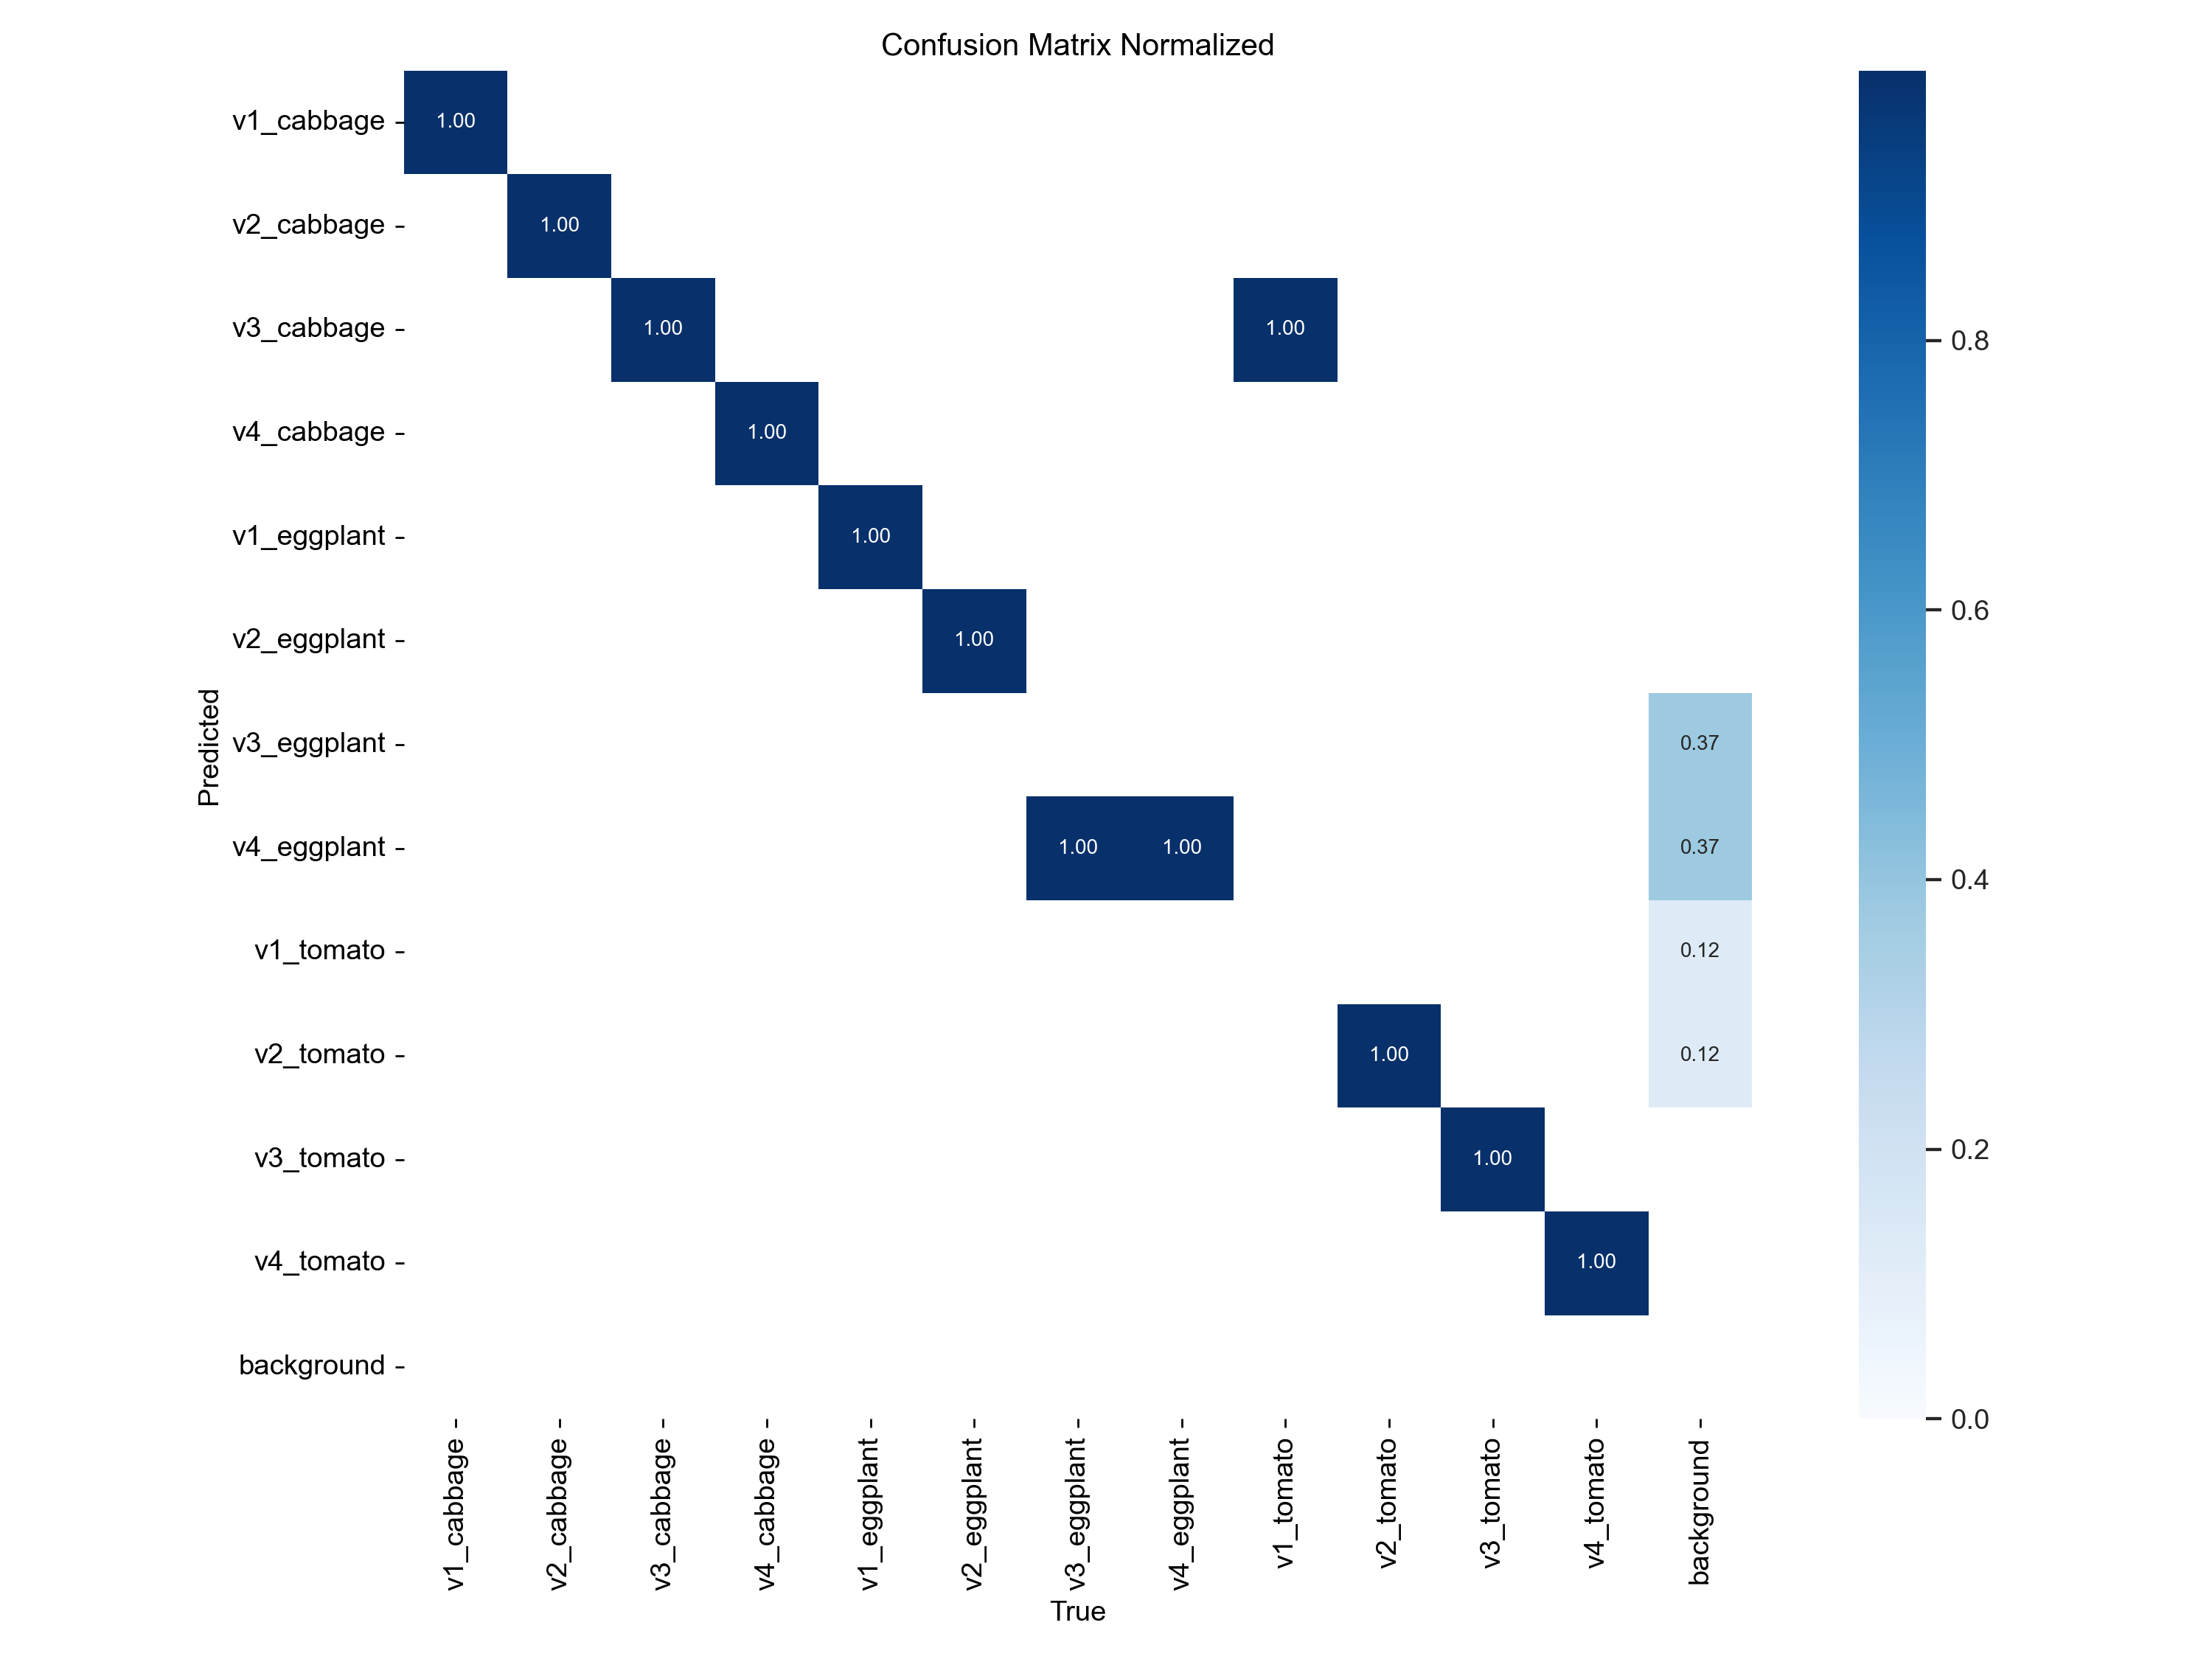 Confusion Matrix Normalized
v1_cabbage
1.00
v2_cabbage
1.00
v3_cabbage
1.00
1.00
0.8
v4_cabbage
1.00
v1_eggplant
1.00
v2_eggplant
1.00
0.6
Predicted
v3_eggplant
0.37
v4_eggplant
1.00
1.00
0.37
0.4
v1_tomato
0.12
v2_tomato
1.00
0.12
v3_tomato
1.00
0.2
v4_tomato
1.00
background
0.0
v1_cabbage
v2_cabbage
v3_cabbage
v4_cabbage
v1_eggplant
v2_eggplant
v3_eggplant
v4_eggplant
v1_tomato
v2_tomato
v3_tomato
v4_tomato
background
True